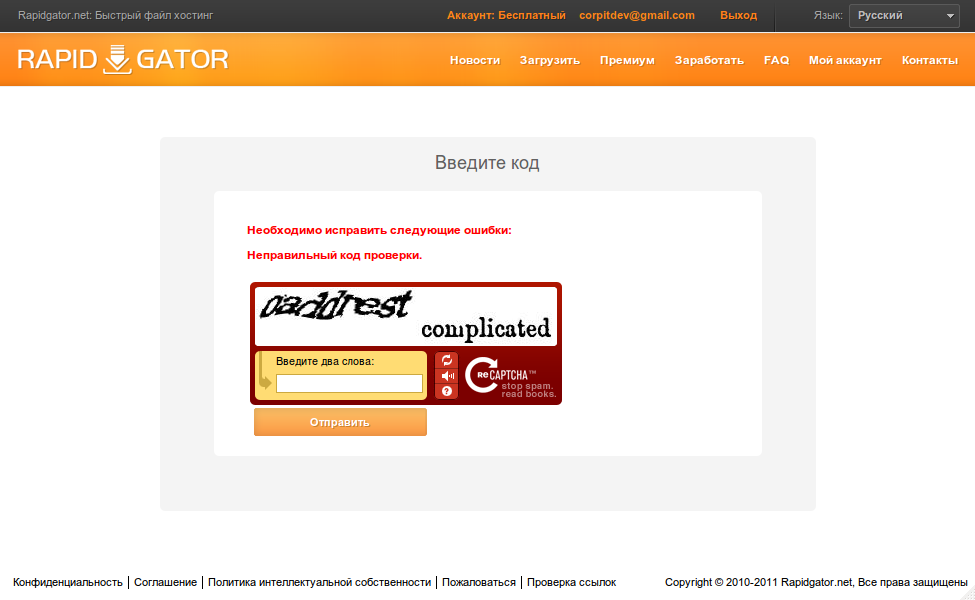 Rapidgator.net: Быстрый файл хостинг Аккаунт: Бесплатный corpitdev@gmail.com Выход Язык: Русский
RAPID GATOR Новости Загрузить Премиум Заработать FAQ Мой аккаунт Контакты
Введите код
Необходимо исправить следующие ошибки:
Неправильный код проверки.
complicated
Введите два слова:
reCAPTCHA™
stop spam.
read books.
Отправить
Конфиденциальность | Соглашение | Политика интеллектуальной собственности | Пожаловаться | Проверка ссылок Copyright © 2010-2011 Rapidgator.net, Все права защищены